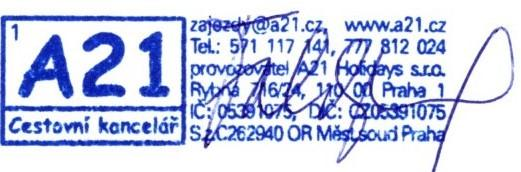 1
A21
Cestovní kancelář
zajezdy@a21.cz, www.a21.cz
Tel.: 571 117 141, 777 812 024
provozovatel A21 Holidays s.r.o.
Rybná 716/24, 110 00 Praha 1
IČ: 05391075, DIČ: CZ05391075
S.z.C262940 OR Měst.soud Praha